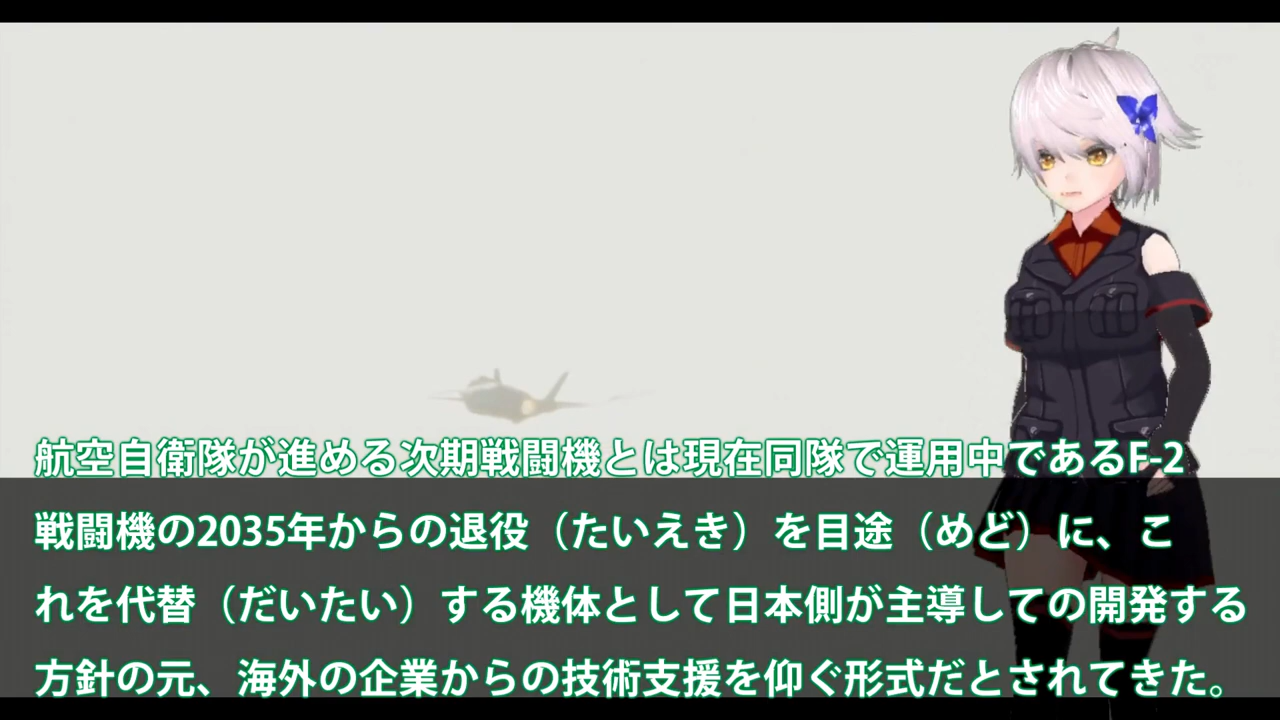 航空自衛隊が進める次期戦闘機とは現在同隊で運用中であるF-2
戦闘機の2035年からの退役（たいえき）を目途（めど）に、こ
れを代替（だいたい）する機体として日本側が主導しての開発する
方針の元、海外の企業からの技術支援を仰ぐ形式だとされてきた。